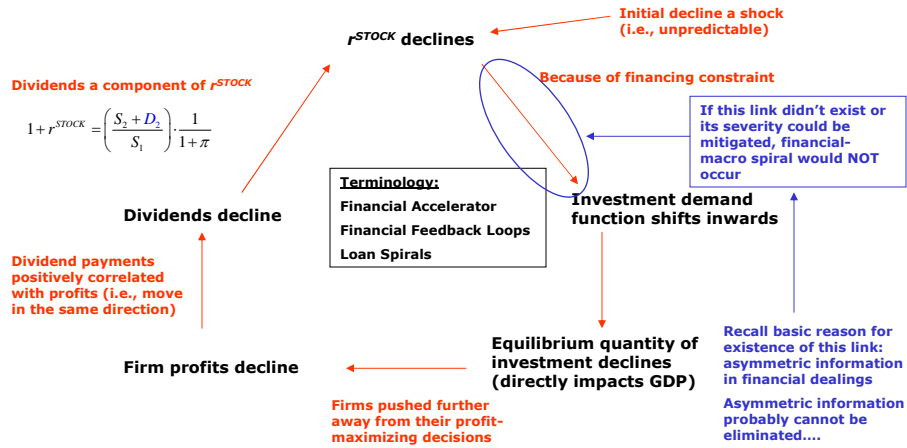 Initial decline a shock
(i.e., unpredictable)
r^STOCK declines
Dividends a component of r^STOCK
1 + r^STOCK = ((S_2 + D_2) / S_1) · 1 / (1 + π)
Because of financing constraint
If this link didn't exist or
its severity could be
mitigated, financial-
macro spiral would NOT
occur
Terminology:
Financial Accelerator
Financial Feedback Loops
Loan Spirals
Investment demand
function shifts inwards
Dividends decline
Dividend payments
positively correlated
with profits (i.e., move
in the same direction)
Firm profits decline
Equilibrium quantity of
investment declines
(directly impacts GDP)
Recall basic reason for
existence of this link:
asymmetric information
in financial dealings
Asymmetric information
probably cannot be
eliminated....
Firms pushed further
away from their profit-
maximizing decisions